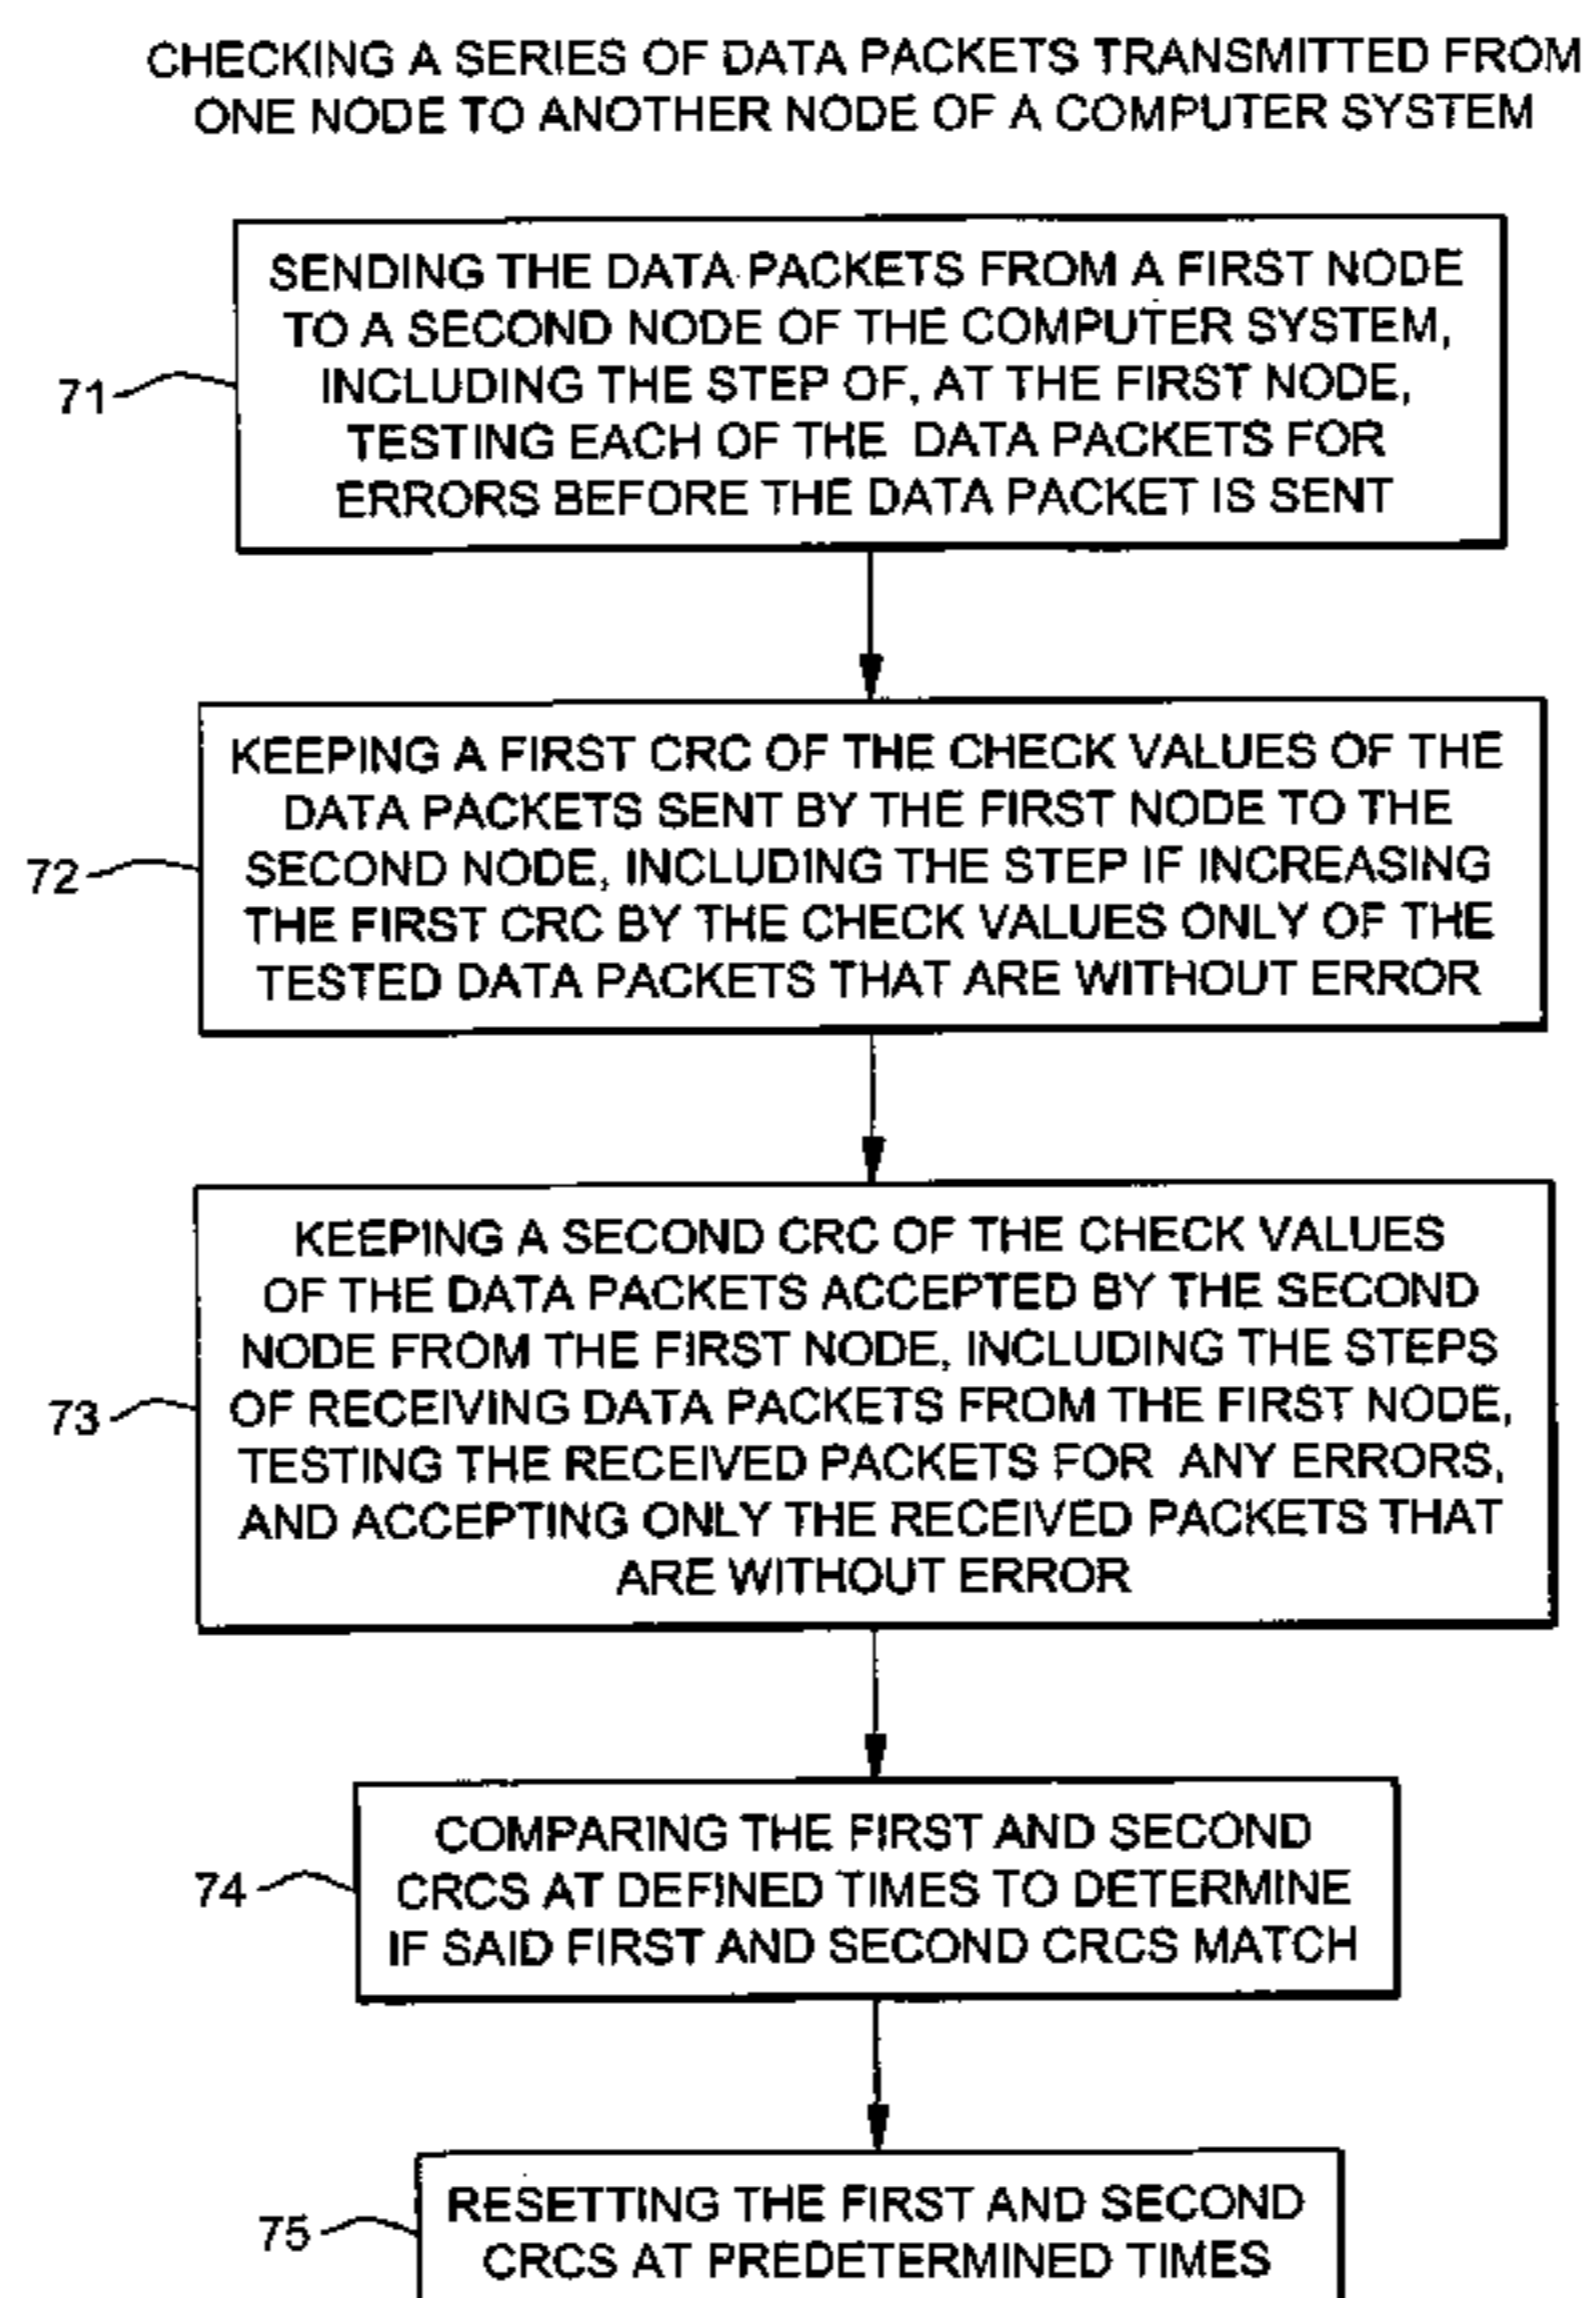 CHECKING A SERIES OF DATA PACKETS TRANSMITTED FROM
ONE NODE TO ANOTHER NODE OF A COMPUTER SYSTEM
SENDING THE DATA PACKETS FROM A FIRST NODE
TO A SECOND NODE OF THE COMPUTER SYSTEM,
INCLUDING THE STEP OF, AT THE FIRST NODE,
TESTING EACH OF THE DATA PACKETS FOR
ERRORS BEFORE THE DATA PACKET IS SENT
71
KEEPING A FIRST CRC OF THE CHECK VALUES OF THE
DATA PACKETS SENT BY THE FIRST NODE TO THE
SECOND NODE, INCLUDING THE STEP IF INCREASING
THE FIRST CRC BY THE CHECK VALUES ONLY OF THE
TESTED DATA PACKETS THAT ARE WITHOUT ERROR
72
KEEPING A SECOND CRC OF THE CHECK VALUES
OF THE DATA PACKETS ACCEPTED BY THE SECOND
NODE FROM THE FIRST NODE, INCLUDING THE STEPS
OF RECEIVING DATA PACKETS FROM THE FIRST NODE,
TESTING THE RECEIVED PACKETS FOR ANY ERRORS,
AND ACCEPTING ONLY THE RECEIVED PACKETS THAT
ARE WITHOUT ERROR
73
COMPARING THE FIRST AND SECOND
CRCS AT DEFINED TIMES TO DETERMINE
IF SAID FIRST AND SECOND CRCS MATCH
74
RESETTING THE FIRST AND SECOND
CRCS AT PREDETERMINED TIMES
75